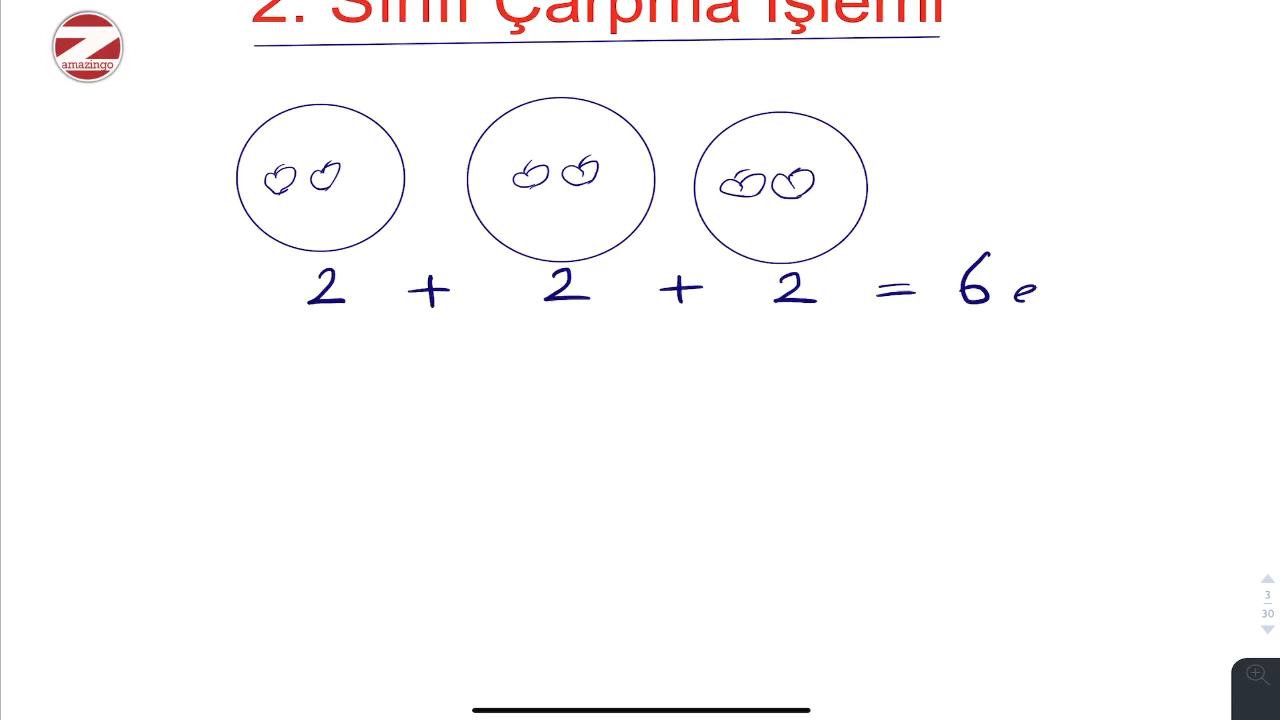 2. Sınıf Çarpma İşlemi
amazingo
2 + 2 + 2 = 6 e
3
30